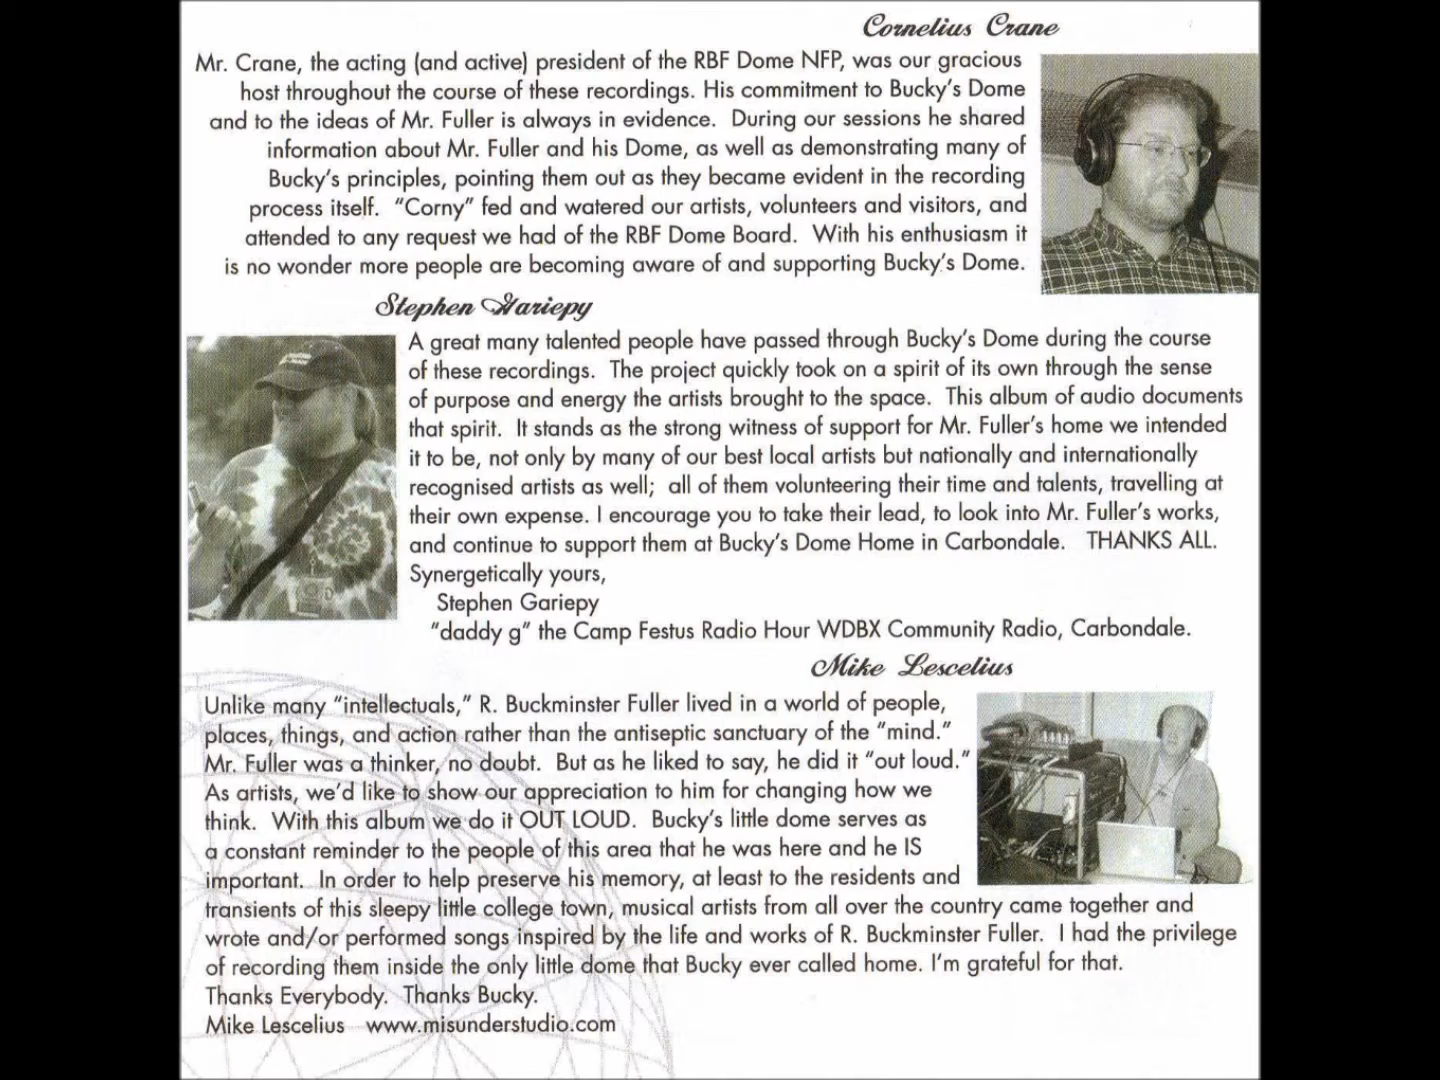 Cornelius Crane
Mr. Crane, the acting (and active) president of the RBF Dome NFP, was our gracious
host throughout the course of these recordings. His commitment to Bucky's Dome
and to the ideas of Mr. Fuller is always in evidence. During our sessions he shared
information about Mr. Fuller and his Dome, as well as demonstrating many of
Bucky's principles, pointing them out as they became evident in the recording
process itself. "Corny" fed and watered our artists, volunteers and visitors, and
attended to any request we had of the RBF Dome Board. With his enthusiasm it
is no wonder more people are becoming aware of and supporting Bucky's Dome.
Stephen Gariepy
A great many talented people have passed through Bucky's Dome during the course
of these recordings. The project quickly took on a spirit of its own through the sense
of purpose and energy the artists brought to the space. This album of audio documents
that spirit. It stands as the strong witness of support for Mr. Fuller's home we intended
it to be, not only by many of our best local artists but nationally and internationally
recognised artists as well; all of them volunteering their time and talents, travelling at
their own expense. I encourage you to take their lead, to look into Mr. Fuller's works,
and continue to support them at Bucky's Dome Home in Carbondale. THANKS ALL.
Synergetically yours,
Stephen Gariepy
"daddy g" the Camp Festus Radio Hour WDBX Community Radio, Carbondale.
Mike Lescelius
Unlike many "intellectuals," R. Buckminster Fuller lived in a world of people,
places, things, and action rather than the antiseptic sanctuary of the "mind."
Mr. Fuller was a thinker, no doubt. But as he liked to say, he did it "out loud."
As artists, we'd like to show our appreciation to him for changing how we
think. With this album we do it OUT LOUD. Bucky's little dome serves as
a constant reminder to the people of this area that he was here and he IS
important. In order to help preserve his memory, at least to the residents and
transients of this sleepy little college town, musical artists from all over the country came together and
wrote and/or performed songs inspired by the life and works of R. Buckminster Fuller. I had the privilege
of recording them inside the only little dome that Bucky ever called home. I'm grateful for that.
Thanks Everybody. Thanks Bucky.
Mike Lescelius www.misunderstudio.com